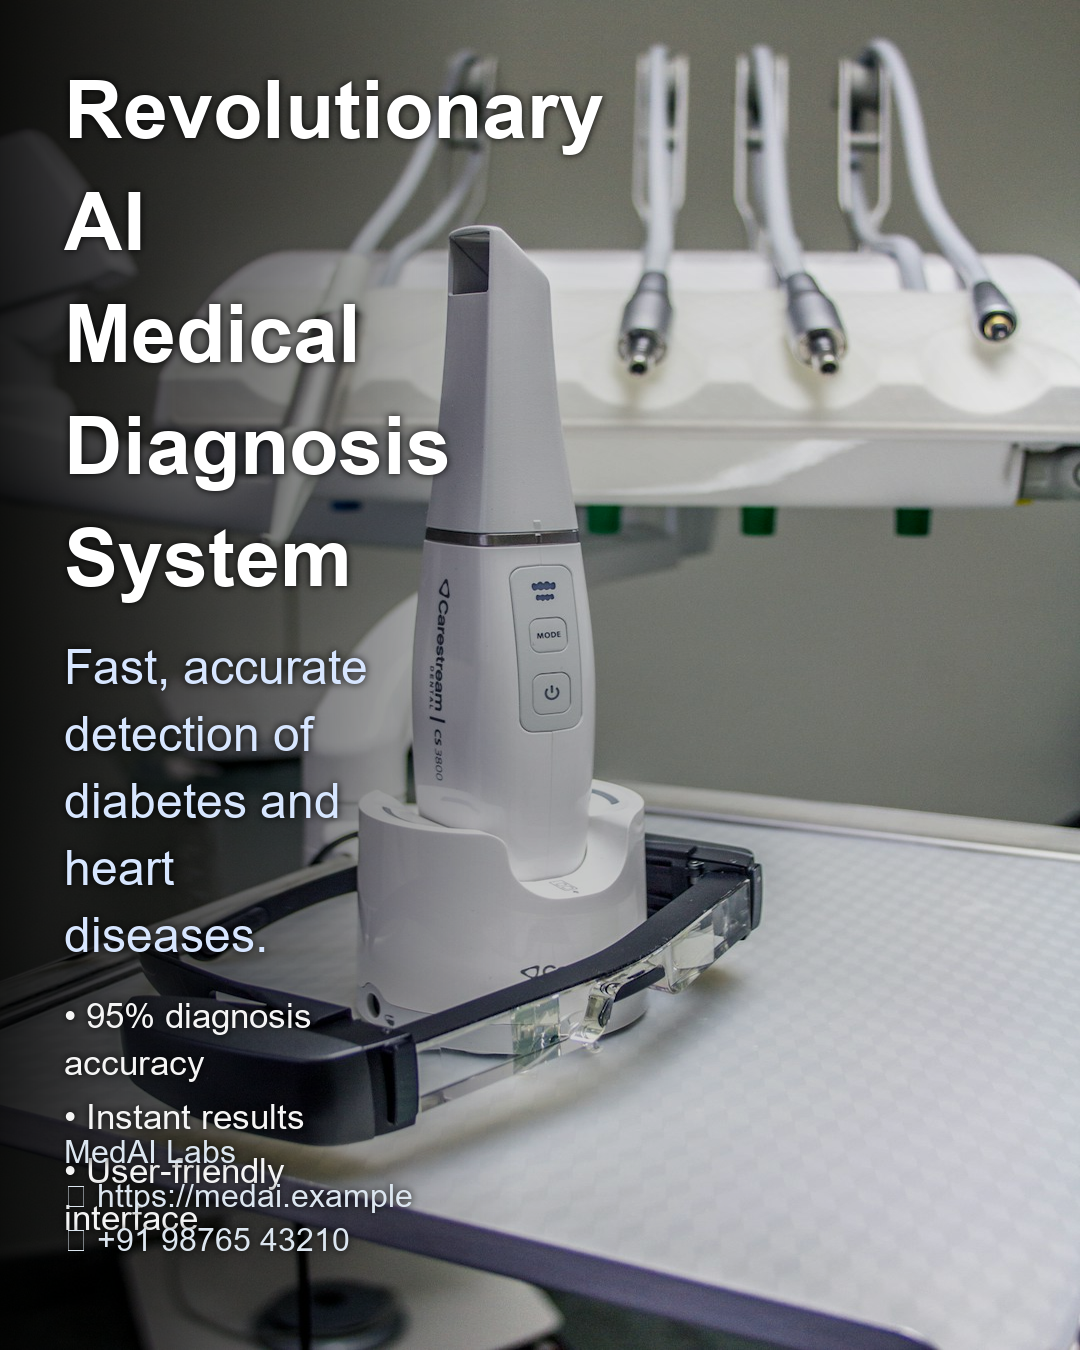 Revolutionary
AI
Medical
Diagnosis
System
Fast, accurate
detection of
diabetes and
heart
diseases.
• 95% diagnosis
accuracy
• Instant results
• User-friendly
interface
MedAI Labs
https://medai.example
+91 98765 43210
MODE
Carestream
DENTAL
CS 3800